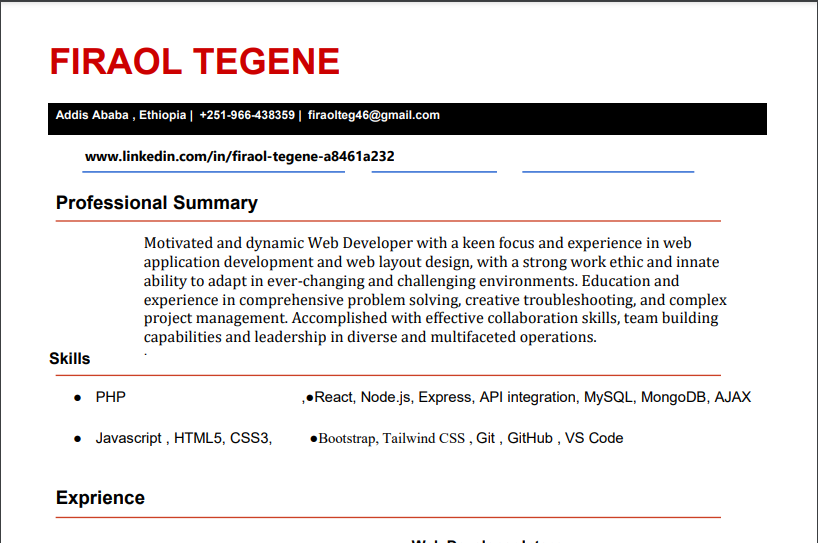 FIRAOL TEGENE
Addis Ababa , Ethiopia | +251-966-438359 | firaolteg46@gmail.com
www.linkedin.com/in/firaol-tegene-a8461a232
Professional Summary
Motivated and dynamic Web Developer with a keen focus and experience in web
application development and web layout design, with a strong work ethic and innate
ability to adapt in ever-changing and challenging environments. Education and
experience in comprehensive problem solving, creative troubleshooting, and complex
project management. Accomplished with effective collaboration skills, team building
capabilities and leadership in diverse and multifaceted operations.
.
Skills
● PHP ,●React, Node.js, Express, API integration, MySQL, MongoDB, AJAX
● Javascript , HTML5, CSS3, ●Bootstrap, Tailwind CSS , Git , GitHub , VS Code
Exprience